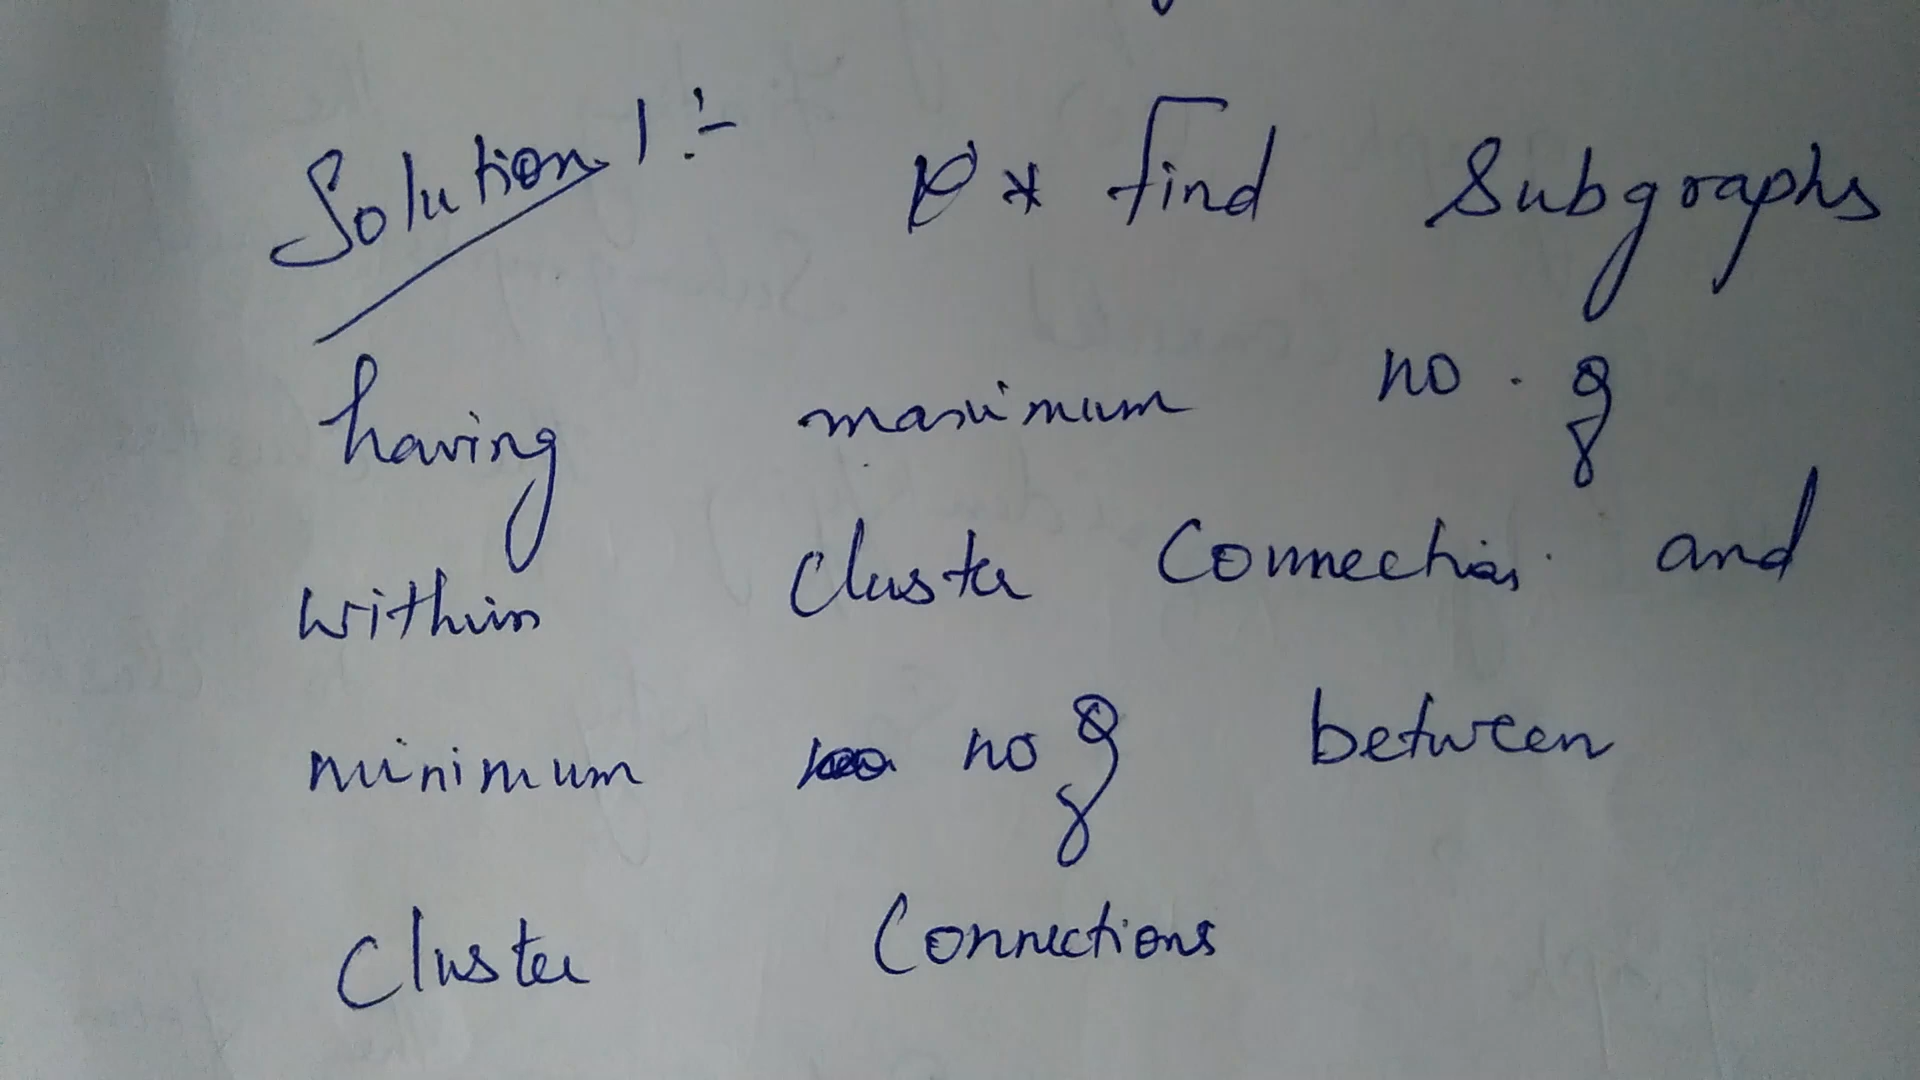 Solution 1 :- * find Subgraphs
having maximum no. of
within cluster Connections and
minimum no of between
Cluster Connections